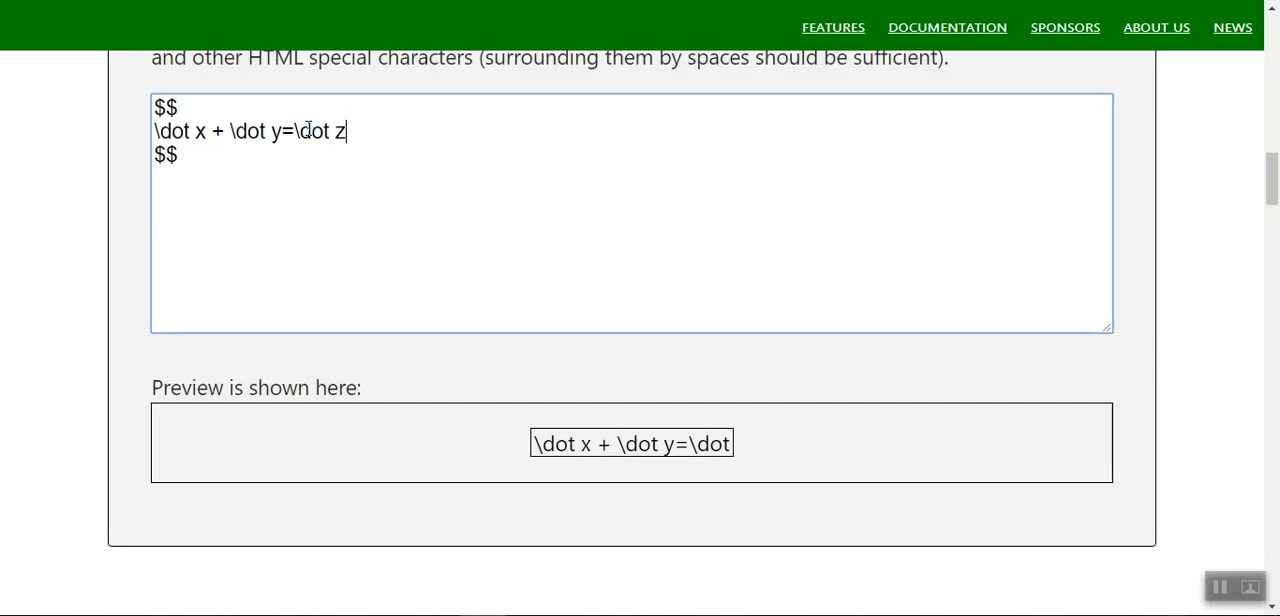 FEATURES DOCUMENTATION SPONSORS ABOUT US NEWS
and other HTML special characters (surrounding them by spaces should be sufficient).
$$
\dot x + \dot y=\dot z
$$
Preview is shown here:
\dot x + \dot y=\dot